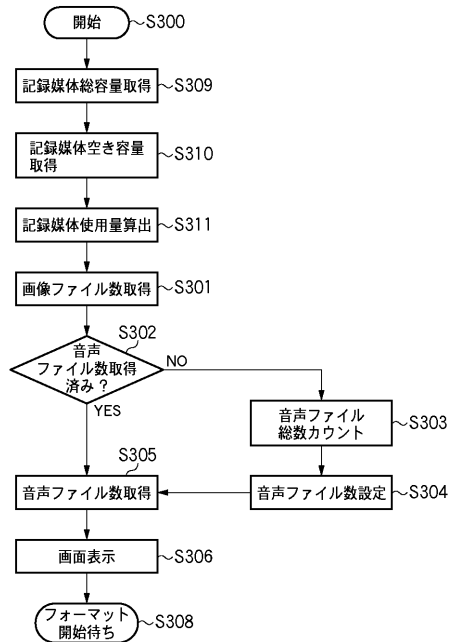 開始
S300
記録媒体総容量取得
S309
記録媒体空き容量
取得
S310
記録媒体使用量算出
S311
画像ファイル数取得
S301
S302
音声
ファイル数取得
済み？
NO
YES
音声ファイル
総数カウント
S303
音声ファイル数設定
S304
S305
音声ファイル数取得
画面表示
S306
フォーマット
開始待ち
S308